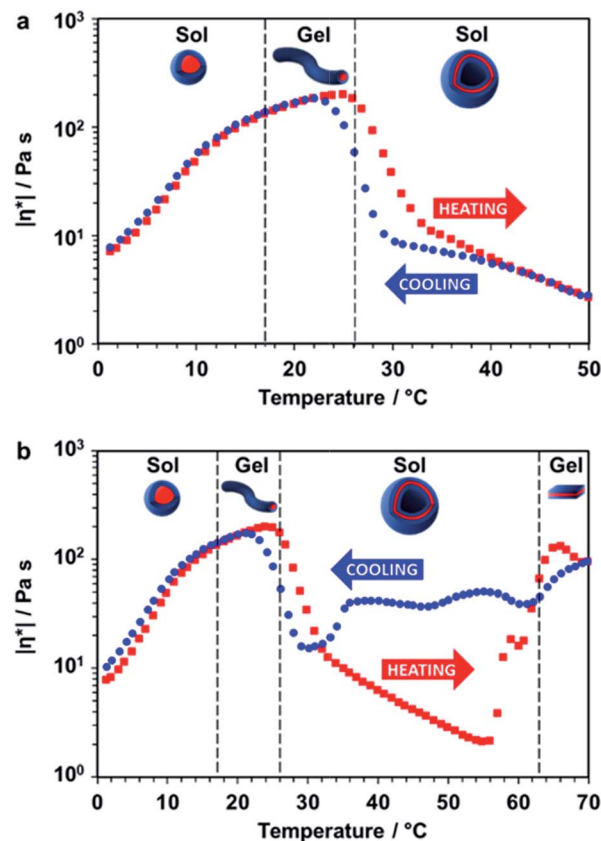 a
Sol Gel Sol
10³
10²
10¹
10⁰
|η*| / Pa s
HEATING
COOLING
0 10 20 30 40 50
Temperature / °C
b
Sol Gel Sol Gel
10³
10²
10¹
10⁰
|η*| / Pa s
COOLING
HEATING
0 10 20 30 40 50 60 70
Temperature / °C